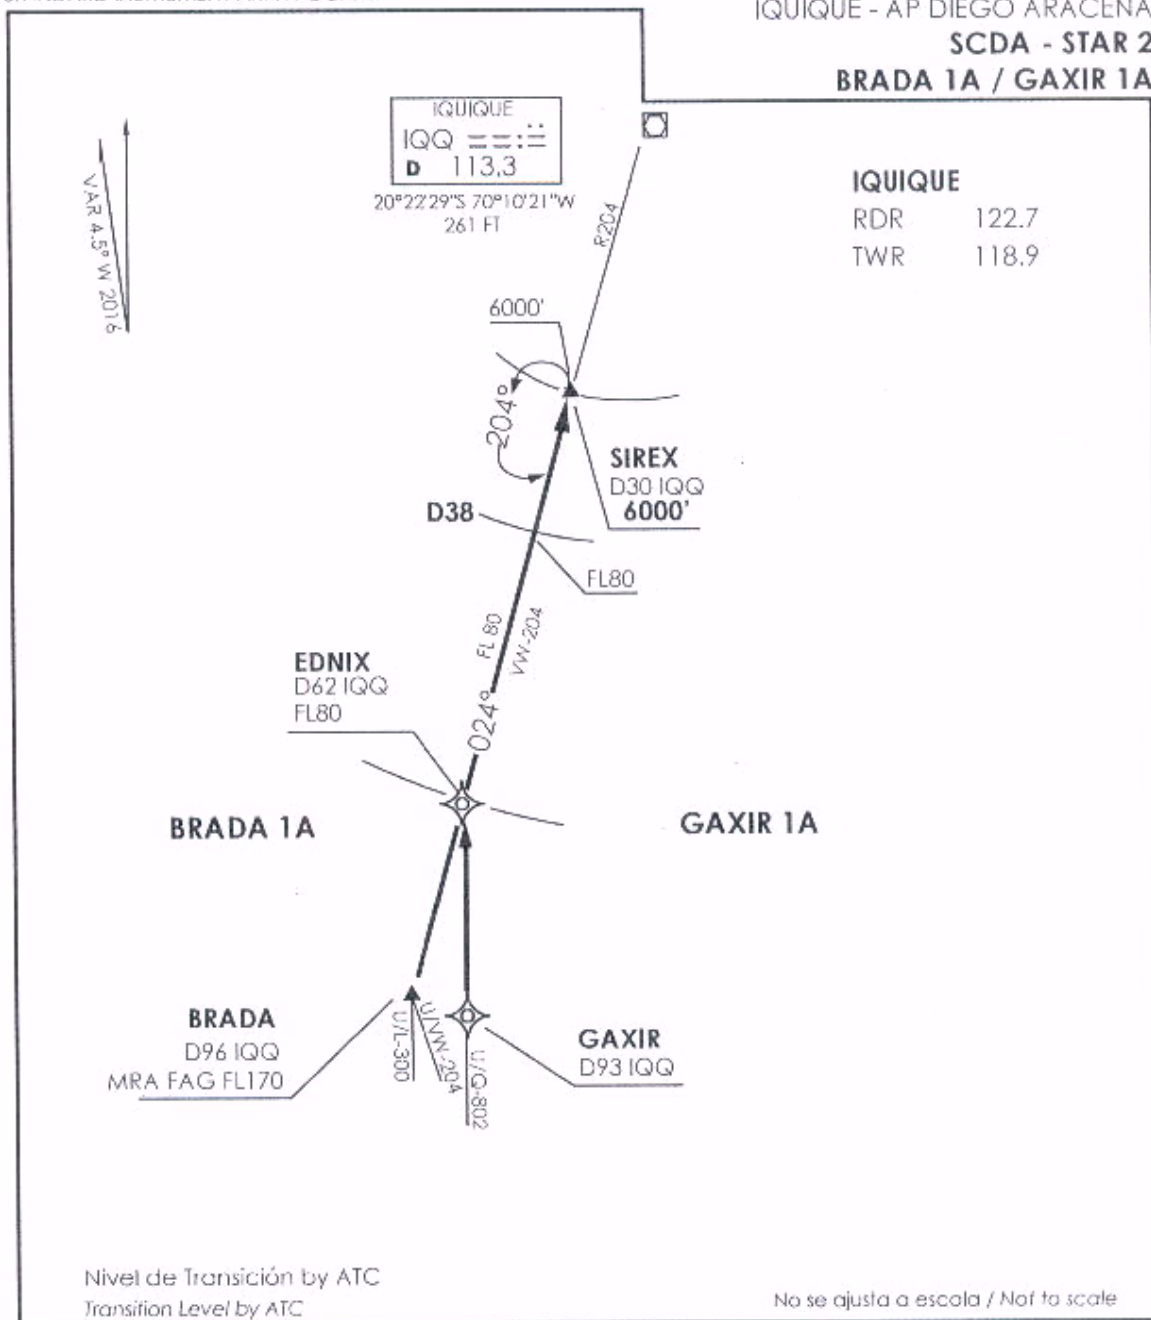 IQUIQUE - AP DIEGO ARACENA
SCDA - STAR 2
BRADA 1A / GAXIR 1A
IQUIQUE
IQQ
D 113.3
20°22'29"S 70°10'21"W
261 FT
VAR 4.5° W 2016
IQUIQUE
RDR 122.7
TWR 118.9
R204
6000'
204°
SIREX
D30 IQQ
6000'
D38
FL80
FL 80
VW-204
EDNIX
D62 IQQ
FL80
024°
BRADA 1A
GAXIR 1A
BRADA
D96 IQQ
MRA FAG FL170
U/L-300
U/VW-204
U/Q-802
GAXIR
D93 IQQ
Nivel de Transición by ATC
Transition Level by ATC
No se ajusta a escala / Not to scale